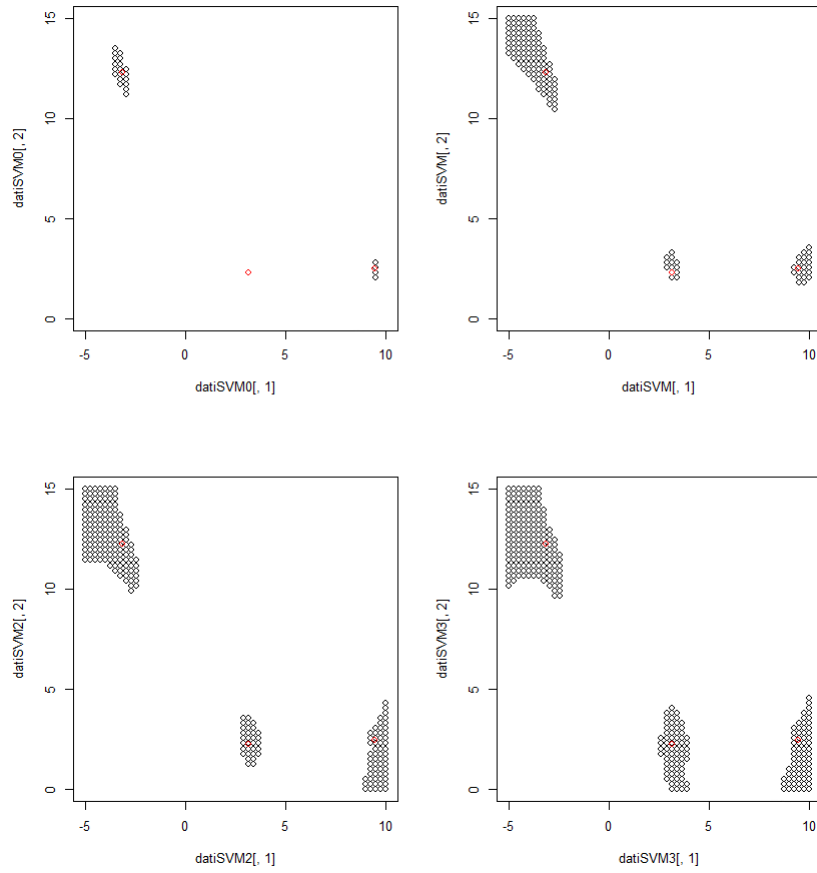 15
10
5
0
datiSVM0[, 2]
-5 0 5 10
datiSVM0[, 1]
15
10
5
0
datiSVM[, 2]
-5 0 5 10
datiSVM[, 1]
15
10
5
0
datiSVM2[, 2]
-5 0 5 10
datiSVM2[, 1]
15
10
5
0
datiSVM3[, 2]
-5 0 5 10
datiSVM3[, 1]